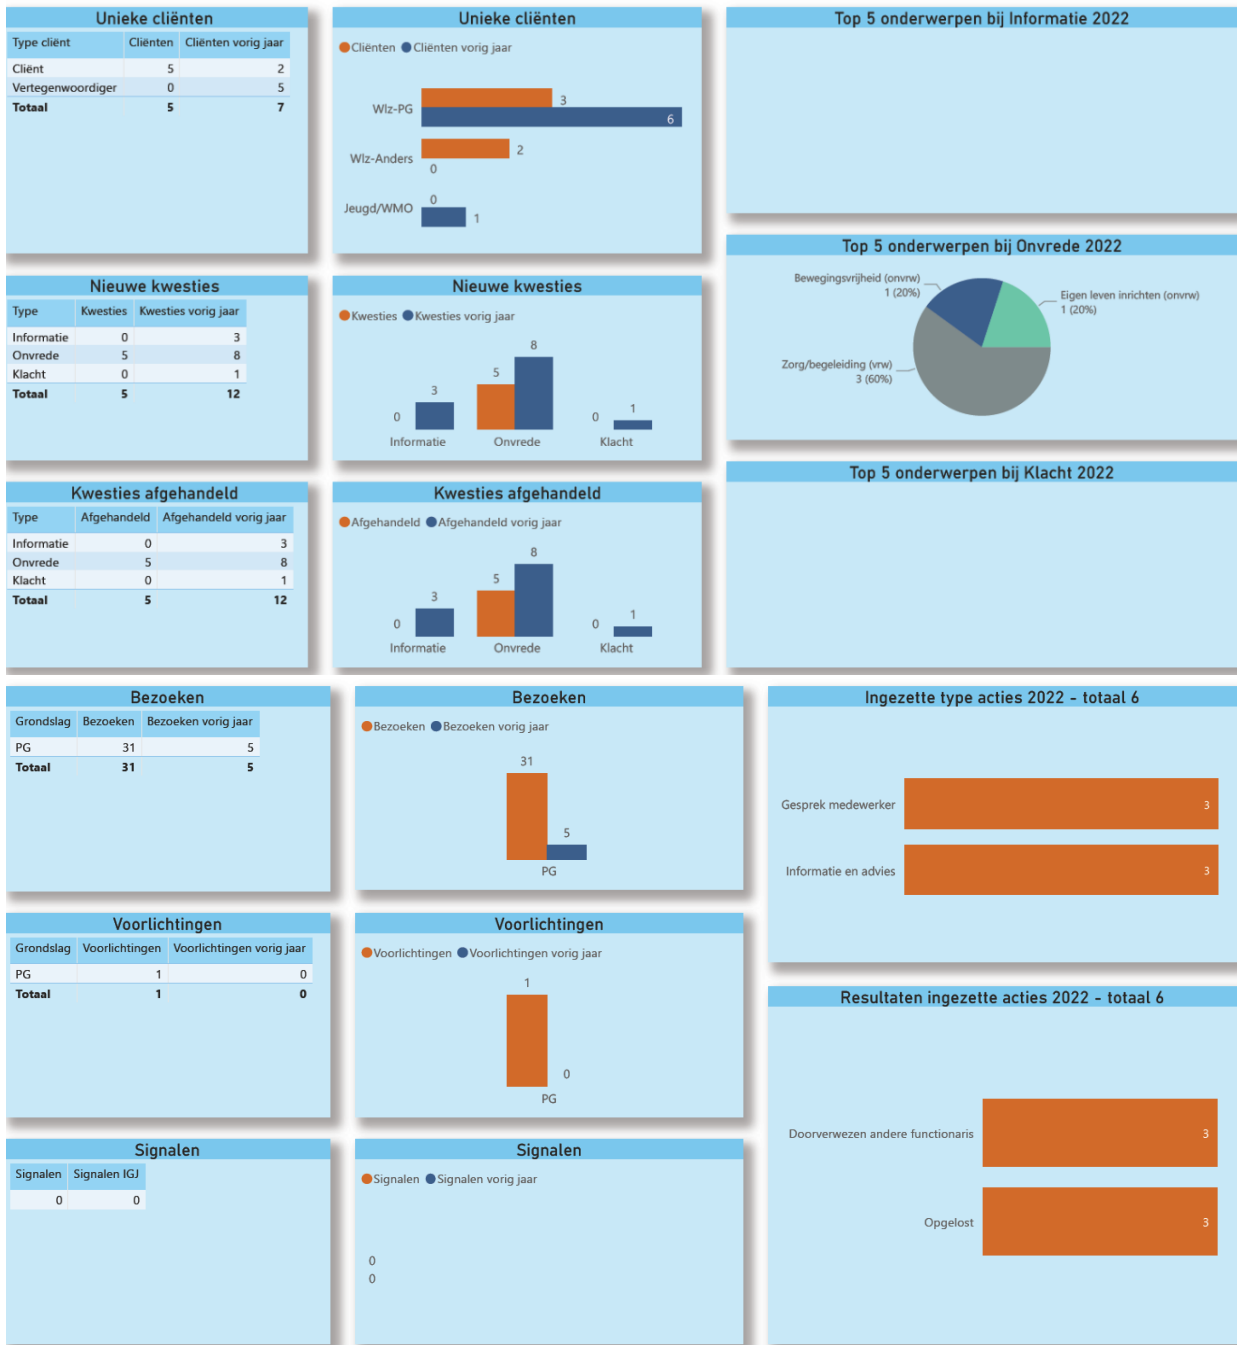 Unieke cliënten
Type cliënt Cliënten Cliënten vorig jaar
Cliënt 5 2
Vertegenwoordiger 0 5
Totaal 5 7
Unieke cliënten
Cliënten Cliënten vorig jaar
Wlz-PG 3
6
Wlz-Anders 2
0
Jeugd/WMO 0
1
Top 5 onderwerpen bij Informatie 2022
Top 5 onderwerpen bij Onvrede 2022
Bewegingsvrijheid (onvrw)
1 (20%)
Eigen leven inrichten (onvrw)
1 (20%)
Zorg/begeleiding (vrw)
3 (60%)
Nieuwe kwesties
Type Kwesties Kwesties vorig jaar
Informatie 0 3
Onvrede 5 8
Klacht 0 1
Totaal 5 12
Nieuwe kwesties
Kwesties Kwesties vorig jaar
0 3 5 8 0 1
Informatie Onvrede Klacht
Top 5 onderwerpen bij Klacht 2022
Kwesties afgehandeld
Type Afgehandeld Afgehandeld vorig jaar
Informatie 0 3
Onvrede 5 8
Klacht 0 1
Totaal 5 12
Kwesties afgehandeld
Afgehandeld Afgehandeld vorig jaar
0 3 5 8 0 1
Informatie Onvrede Klacht
Bezoeken
Grondslag Bezoeken Bezoeken vorig jaar
PG 31 5
Totaal 31 5
Bezoeken
Bezoeken Bezoeken vorig jaar
31 5
PG
Ingezette type acties 2022 - totaal 6
Gesprek medewerker 3
Informatie en advies 3
Voorlichtingen
Grondslag Voorlichtingen Voorlichtingen vorig jaar
PG 1 0
Totaal 1 0
Voorlichtingen
Voorlichtingen Voorlichtingen vorig jaar
1 0
PG
Resultaten ingezette acties 2022 - totaal 6
Doorverwezen andere functionaris 3
Opgelost 3
Signalen
Signalen Signalen IGJ
0 0
Signalen
Signalen Signalen vorig jaar
0
0